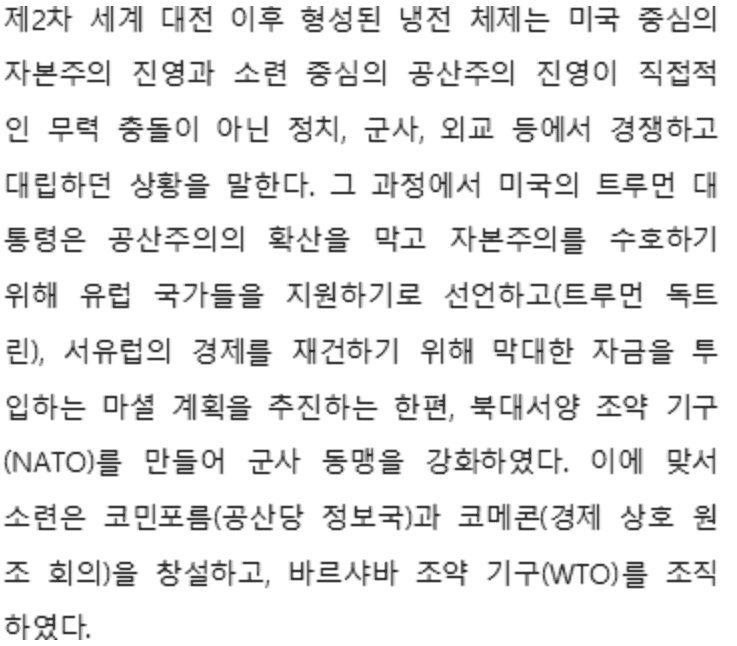 제2차 세계 대전 이후 형성된 냉전 체제는 미국 중심의
자본주의 진영과 소련 중심의 공산주의 진영이 직접적
인 무력 충돌이 아닌 정치, 군사, 외교 등에서 경쟁하고
대립하던 상황을 말한다. 그 과정에서 미국의 트루먼 대
통령은 공산주의의 확산을 막고 자본주의를 수호하기
위해 유럽 국가들을 지원하기로 선언하고(트루먼 독트
린), 서유럽의 경제를 재건하기 위해 막대한 자금을 투
입하는 마셜 계획을 추진하는 한편, 북대서양 조약 기구
(NATO)를 만들어 군사 동맹을 강화하였다. 이에 맞서
소련은 코민포름(공산당 정보국)과 코메콘(경제 상호 원
조 회의)을 창설하고, 바르샤바 조약 기구(WTO)를 조직
하였다.